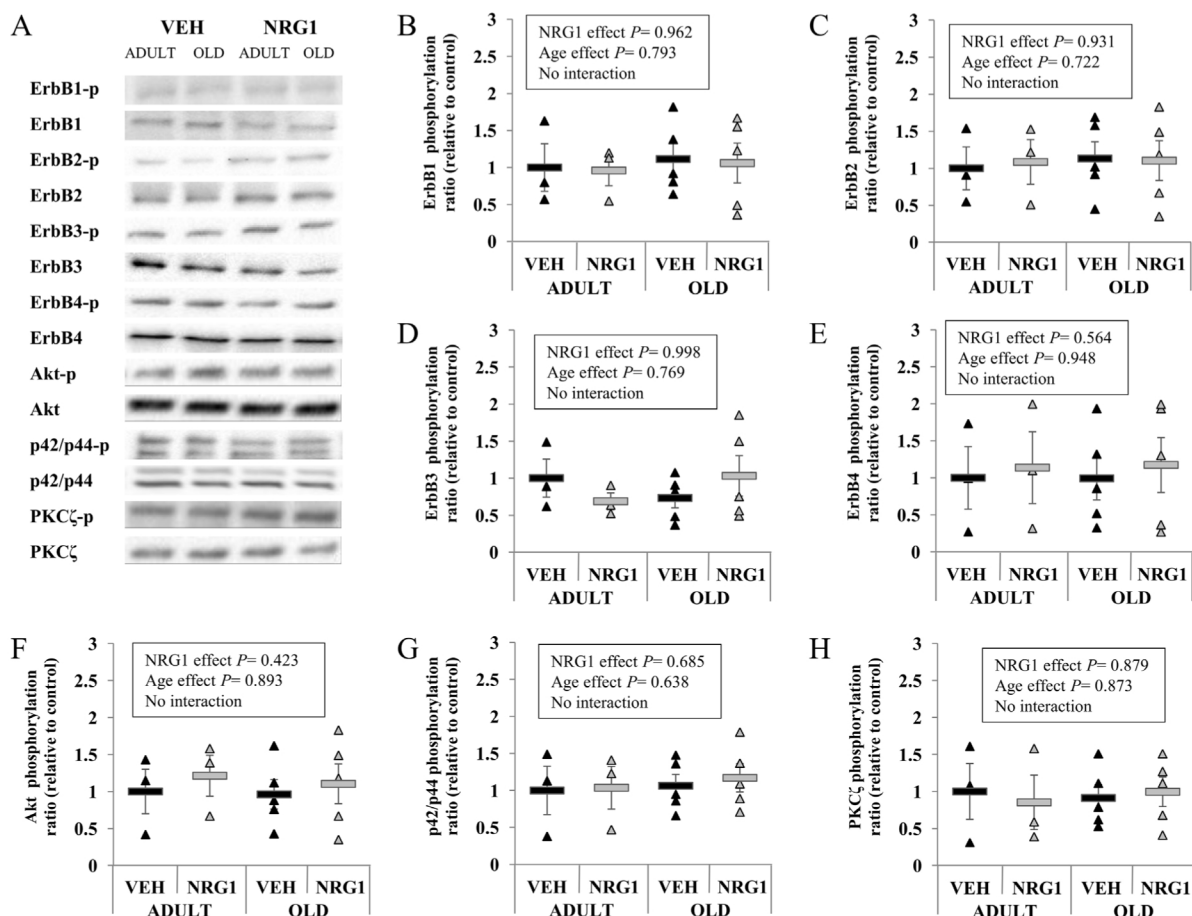 A
VEH NRG1
ADULT OLD ADULT OLD
ErbB1-p
ErbB1
ErbB2-p
ErbB2
ErbB3-p
ErbB3
ErbB4-p
ErbB4
Akt-p
Akt
p42/p44-p
p42/p44
PKCζ-p
PKCζ
B
NRG1 effect P= 0.962
Age effect P= 0.793
No interaction
ErbB1 phosphorylation
ratio (relative to control)
3
2.5
2
1.5
1
0.5
0
VEH NRG1 VEH NRG1
ADULT OLD
C
NRG1 effect P= 0.931
Age effect P= 0.722
No interaction
ErbB2 phosphorylation
ratio (relative to control)
3
2.5
2
1.5
1
0.5
0
VEH NRG1 VEH NRG1
ADULT OLD
D
NRG1 effect P= 0.998
Age effect P= 0.769
No interaction
ErbB3 phosphorylation
ratio (relative to control)
3
2.5
2
1.5
1
0.5
0
VEH NRG1 VEH NRG1
ADULT OLD
E
NRG1 effect P= 0.564
Age effect P= 0.948
No interaction
ErbB4 phosphorylation
ratio (relative to control)
3
2.5
2
1.5
1
0.5
0
VEH NRG1 VEH NRG1
ADULT OLD
F
NRG1 effect P= 0.423
Age effect P= 0.893
No interaction
Akt phosphorylation
ratio (relative to control)
3
2.5
2
1.5
1
0.5
0
VEH NRG1 VEH NRG1
ADULT OLD
G
NRG1 effect P= 0.685
Age effect P= 0.638
No interaction
p42/p44 phosphorylation
ratio (relative to control)
3
2.5
2
1.5
1
0.5
0
VEH NRG1 VEH NRG1
ADULT OLD
H
NRG1 effect P= 0.879
Age effect P= 0.873
No interaction
PKCζ phosphorylation
ratio (relative to control)
3
2.5
2
1.5
1
0.5
0
VEH NRG1 VEH NRG1
ADULT OLD